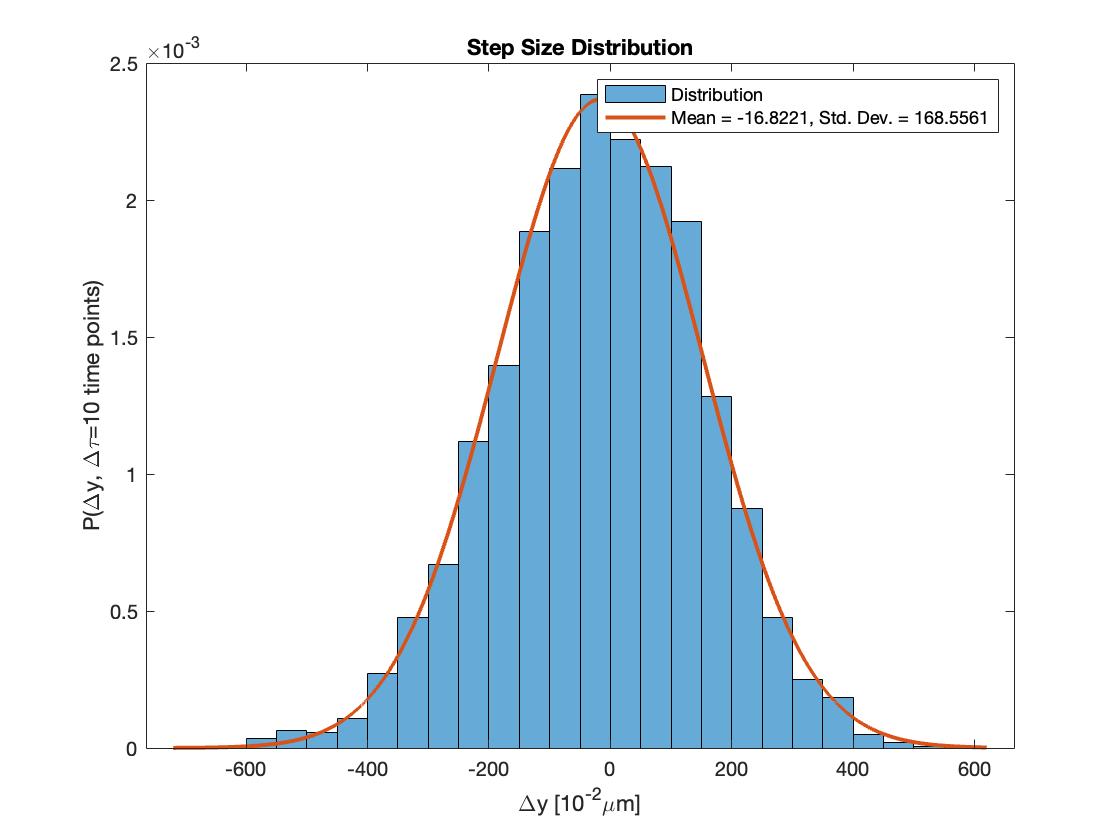 Step Size Distribution
×10⁻³
Distribution
Mean = -16.8221, Std. Dev. = 168.5561
2.5
2
1.5
1
0.5
0
P(Δy, Δτ=10 time points)
-600 -400 -200 0 200 400 600
Δy [10⁻²μm]